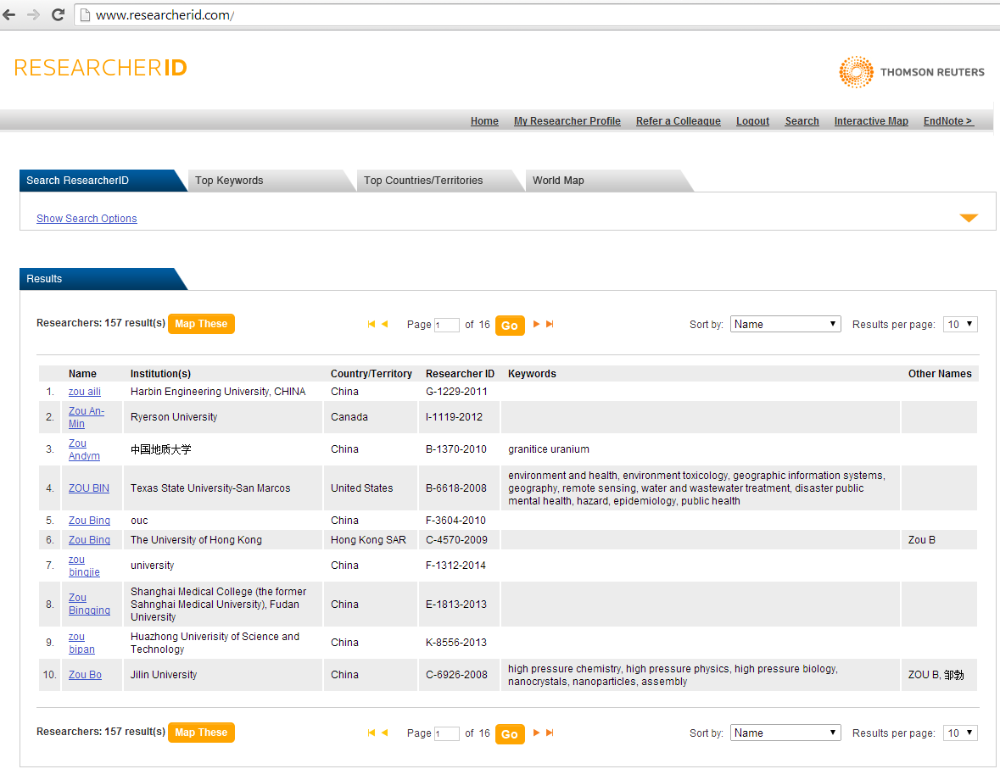 www.researcherid.com/
RESEARCHERID
THOMSON REUTERS
Home My Researcher Profile Refer a Colleague Logout Search Interactive Map EndNote >
Search ResearcherID Top Keywords Top Countries/Territories World Map
Show Search Options
Results
Researchers: 157 result(s) Map These Page 1 of 16 Go Sort by: Name Results per page: 10
Name Institution(s) Country/Territory Researcher ID Keywords Other Names
1. zou aili Harbin Engineering University, CHINA China G-1229-2011
2. Zou An-
Min Ryerson University Canada I-1119-2012
3. Zou
Andym 中国地质大学 China B-1370-2010 granitice uranium
4. ZOU BIN Texas State University-San Marcos United States B-6618-2008 environment and health, environment toxicology, geographic information systems,
geography, remote sensing, water and wastewater treatment, disaster public
mental health, hazard, epidemiology, public health
5. Zou Bing ouc China F-3604-2010
6. Zou Bing The University of Hong Kong Hong Kong SAR C-4570-2009 Zou B
7. zou
bingjie university China F-1312-2014
8. Zou
Bingqing Shanghai Medical College (the former
Sahnghai Medical University), Fudan
University China E-1813-2013
9. zou
bipan Huazhong Univerisity of Science and
Technology China K-8556-2013
10. Zou Bo Jilin University China C-6926-2008 high pressure chemistry, high pressure physics, high pressure biology,
nanocrystals, nanoparticles, assembly ZOU B, 邹勃
Researchers: 157 result(s) Map These Page 1 of 16 Go Sort by: Name Results per page: 10